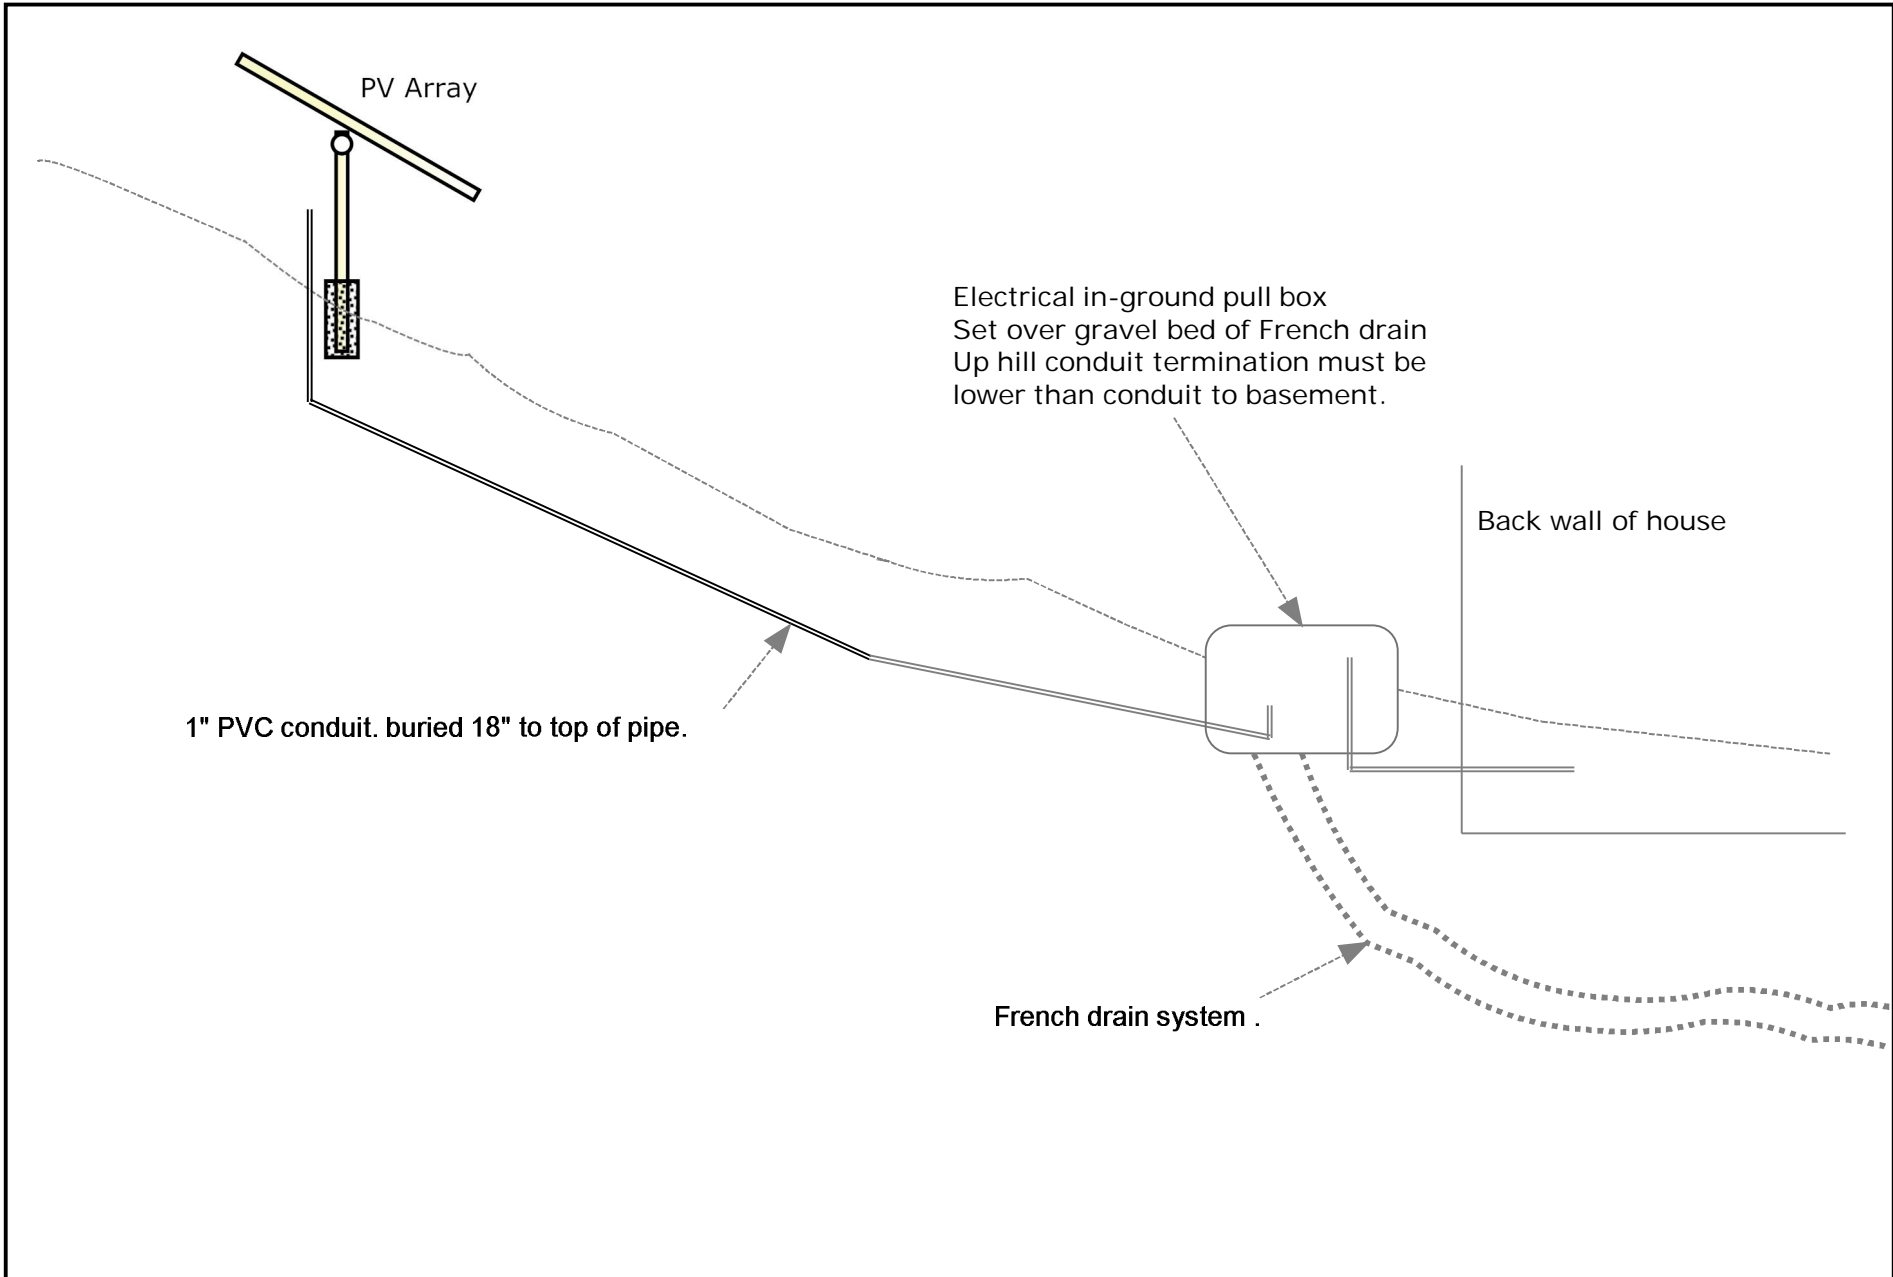 PV Array
Electrical in-ground pull box
Set over gravel bed of French drain
Up hill conduit termination must be
lower than conduit to basement.
Back wall of house
1" PVC conduit. buried 18" to top of pipe.
French drain system .